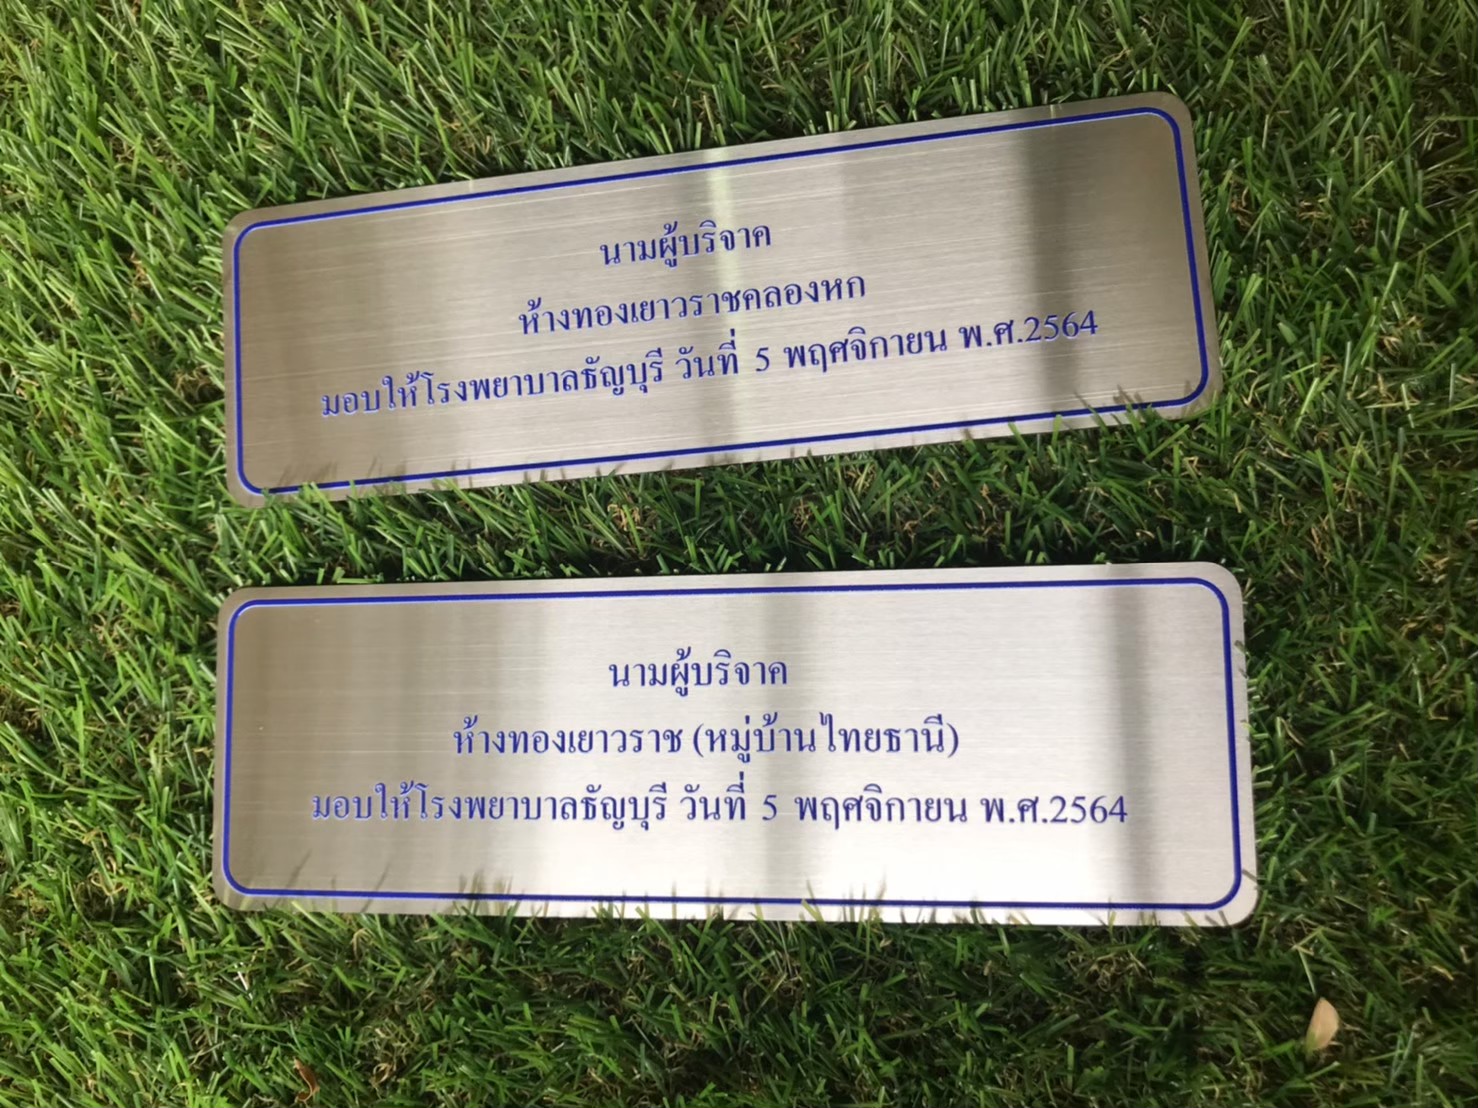 นามผู้บริจาค
ห้างทองเยาวราชคลองหก
มอบให้โรงพยาบาลธัญบุรี วันที่ 5 พฤศจิกายน พ.ศ.2564
นามผู้บริจาค
ห้างทองเยาวราช (หมู่บ้านไทยธานี)
มอบให้โรงพยาบาลธัญบุรี วันที่ 5 พฤศจิกายน พ.ศ.2564